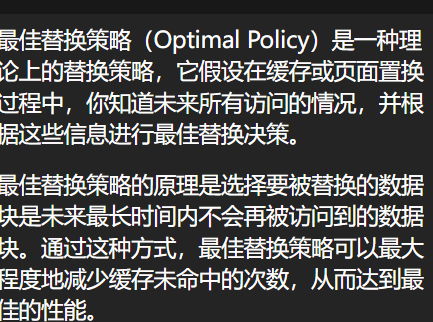 最佳替换策略（Optimal Policy）是一种理
论上的替换策略，它假设在缓存或页面置换
过程中，你知道未来所有访问的情况，并根
据这些信息进行最佳替换决策。
最佳替换策略的原理是选择要被替换的数据
块是未来最长时间内不会再被访问到的数据
块。通过这种方式，最佳替换策略可以最大
程度地减少缓存未命中的次数，从而达到最
佳的性能。